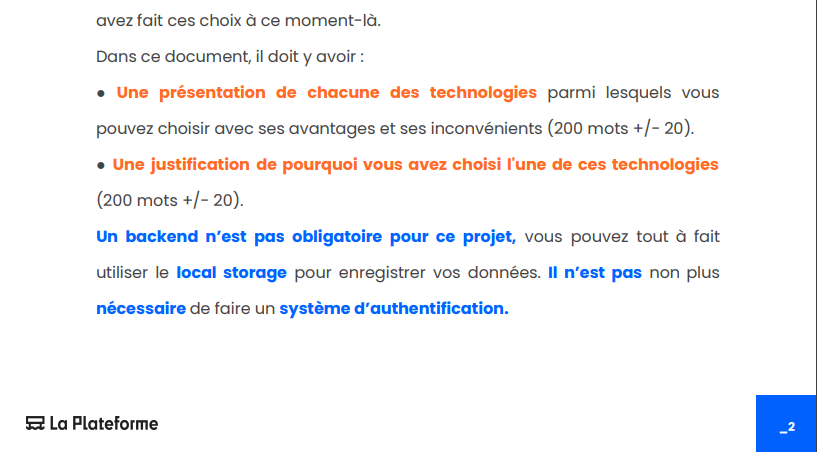 avez fait ces choix à ce moment-là.
Dans ce document, il doit y avoir :
● Une présentation de chacune des technologies parmi lesquels vous
pouvez choisir avec ses avantages et ses inconvénients (200 mots +/- 20).
● Une justification de pourquoi vous avez choisi l'une de ces technologies
(200 mots +/- 20).
Un backend n’est pas obligatoire pour ce projet, vous pouvez tout à fait
utiliser le local storage pour enregistrer vos données. Il n’est pas non plus
nécessaire de faire un système d’authentification.
La Plateforme
_2